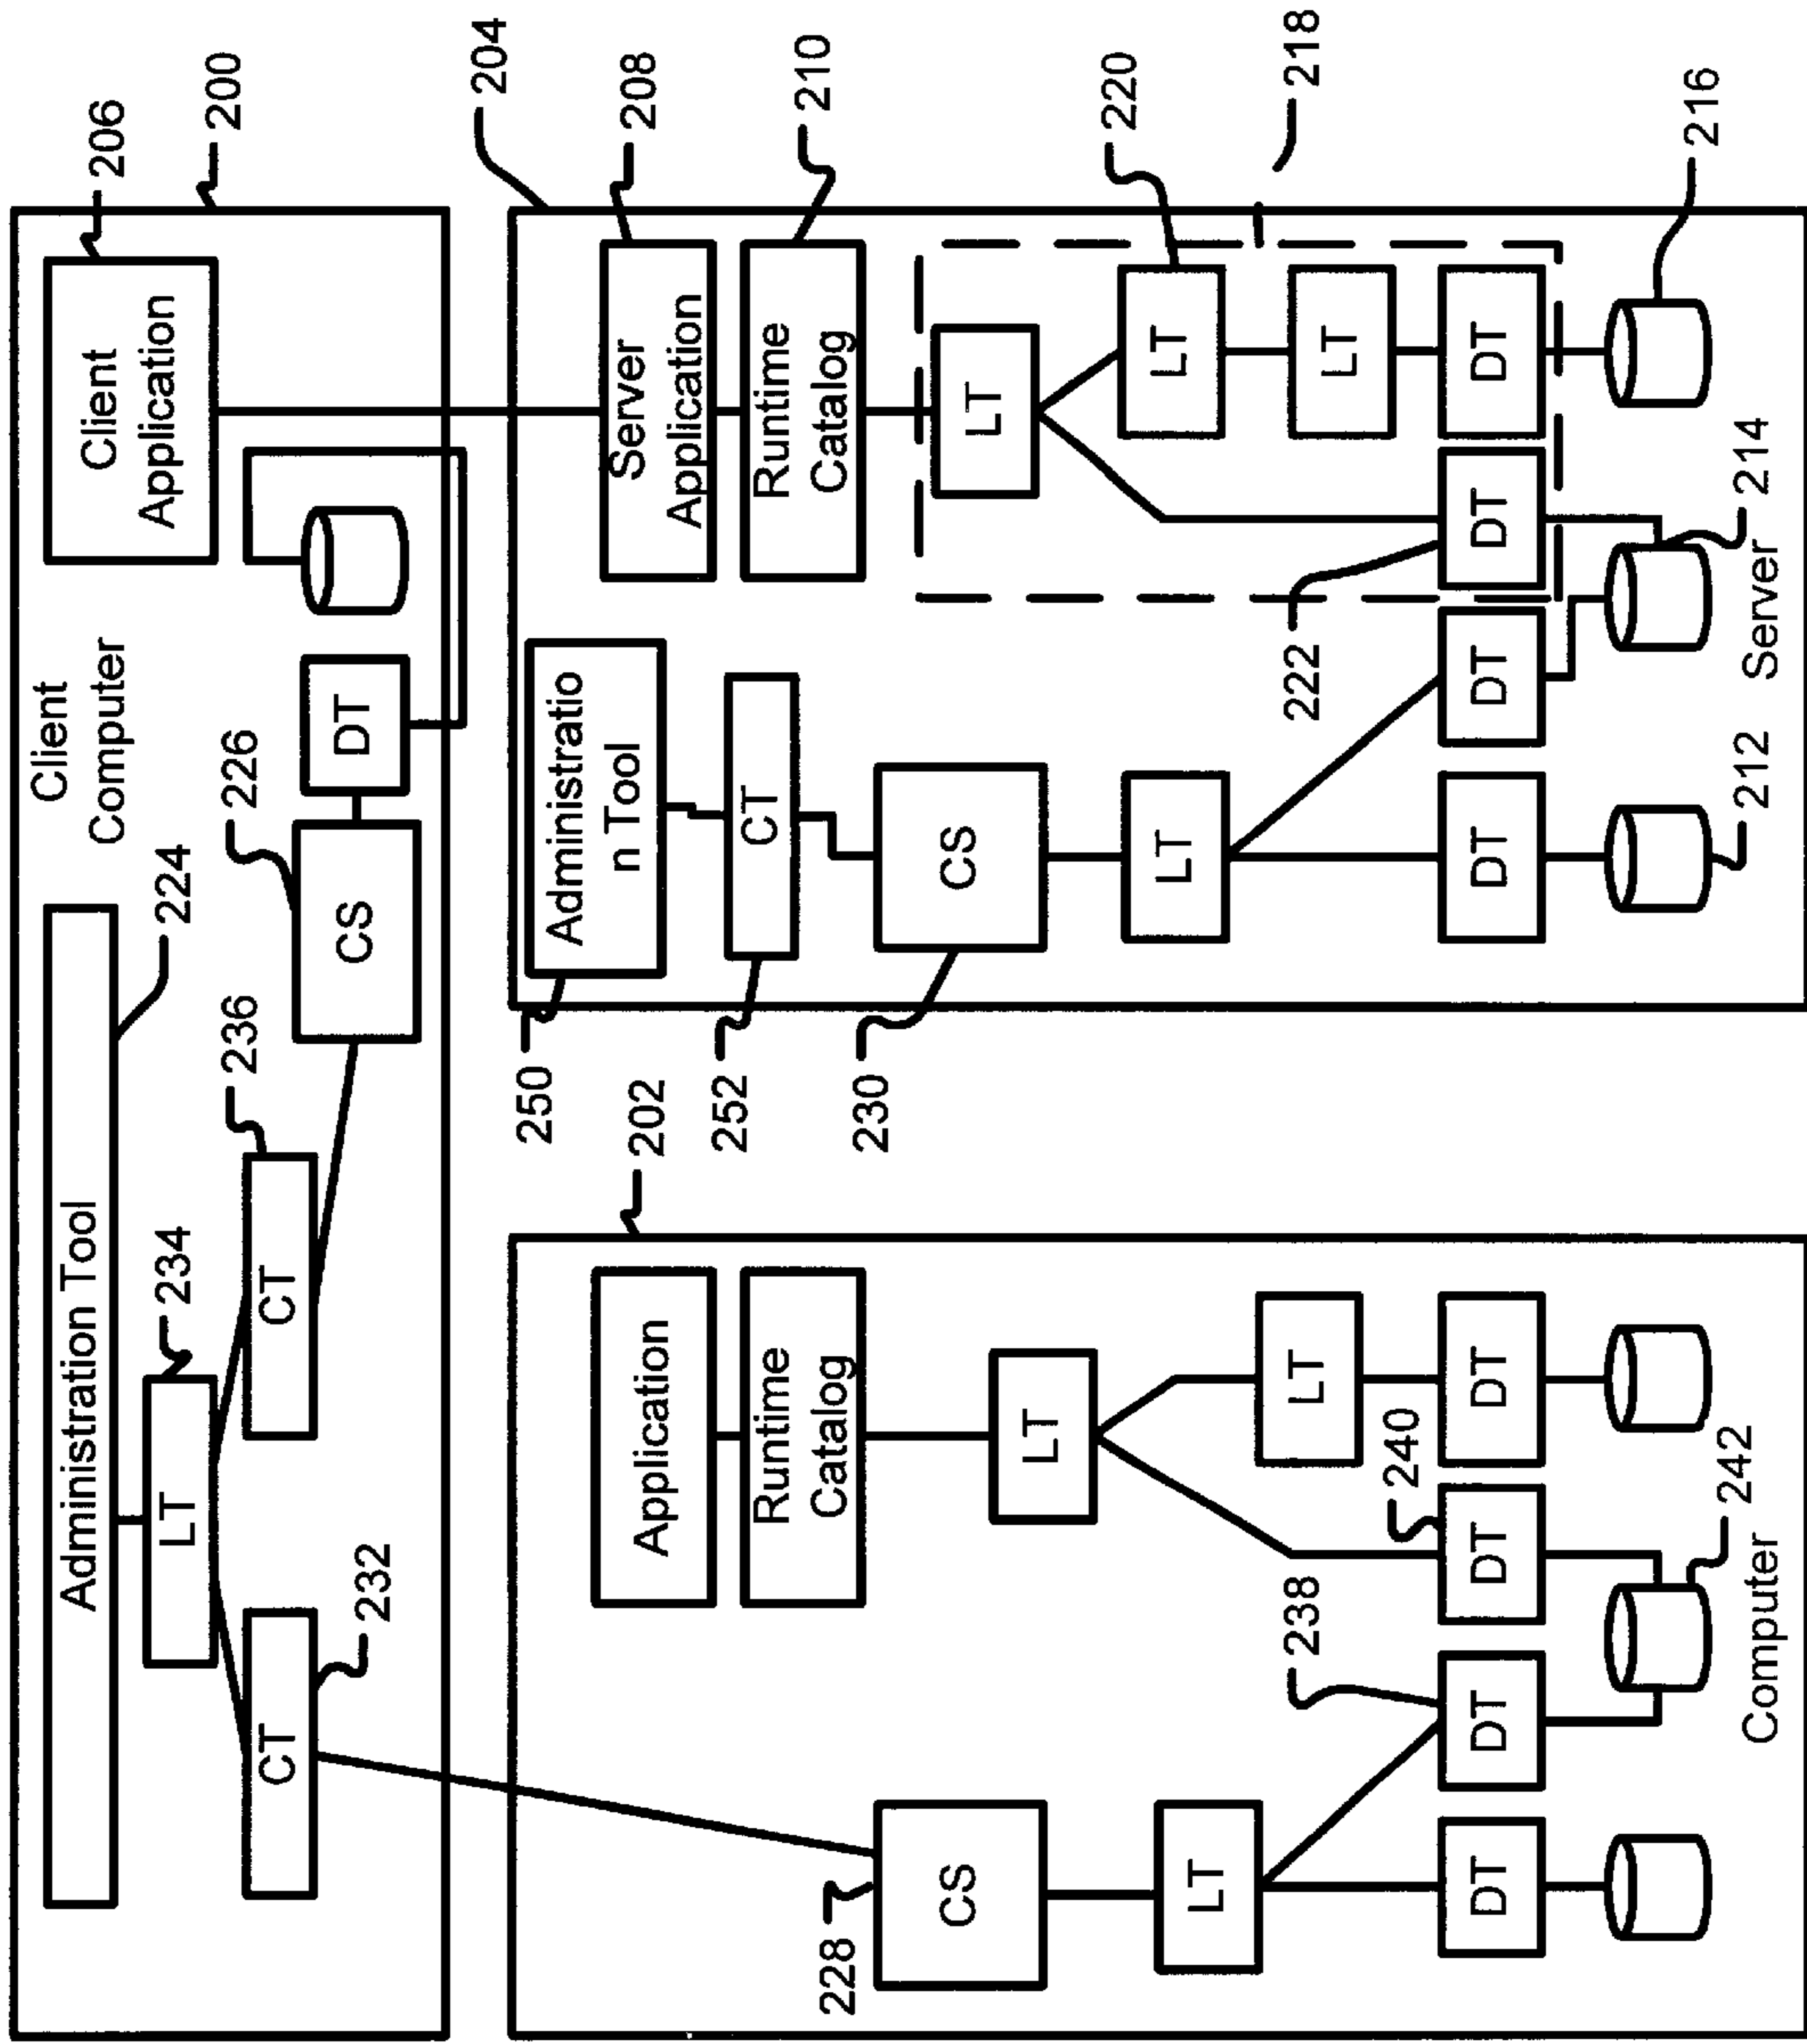 Administration Tool
Client
Computer
Client
Application
206
224
200
LT
234
CT
232
CT
236
CS
226
DT
202
Application
Runtime
Catalog
228
CS
LT
LT
LT
238
240
DT
DT
DT
DT
242
Computer
204
250
Administratio
n Tool
Server
Application
208
252
CT
Runtime
Catalog
210
230
CS
LT
LT
LT
220
LT
222
218
DT
DT
DT
DT
212
214
216
Server